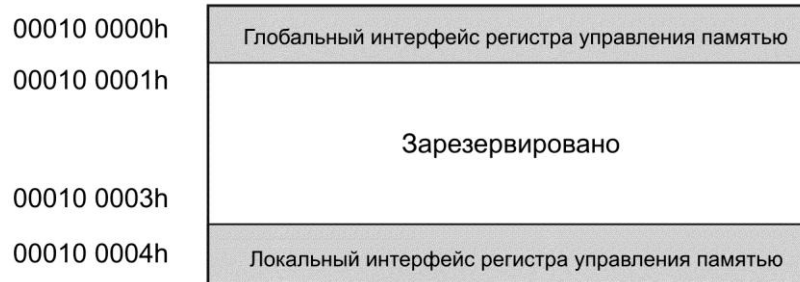 00010 0000h Глобальный интерфейс регистра управления памятью
00010 0001h
Зарезервировано
00010 0003h
00010 0004h Локальный интерфейс регистра управления памятью